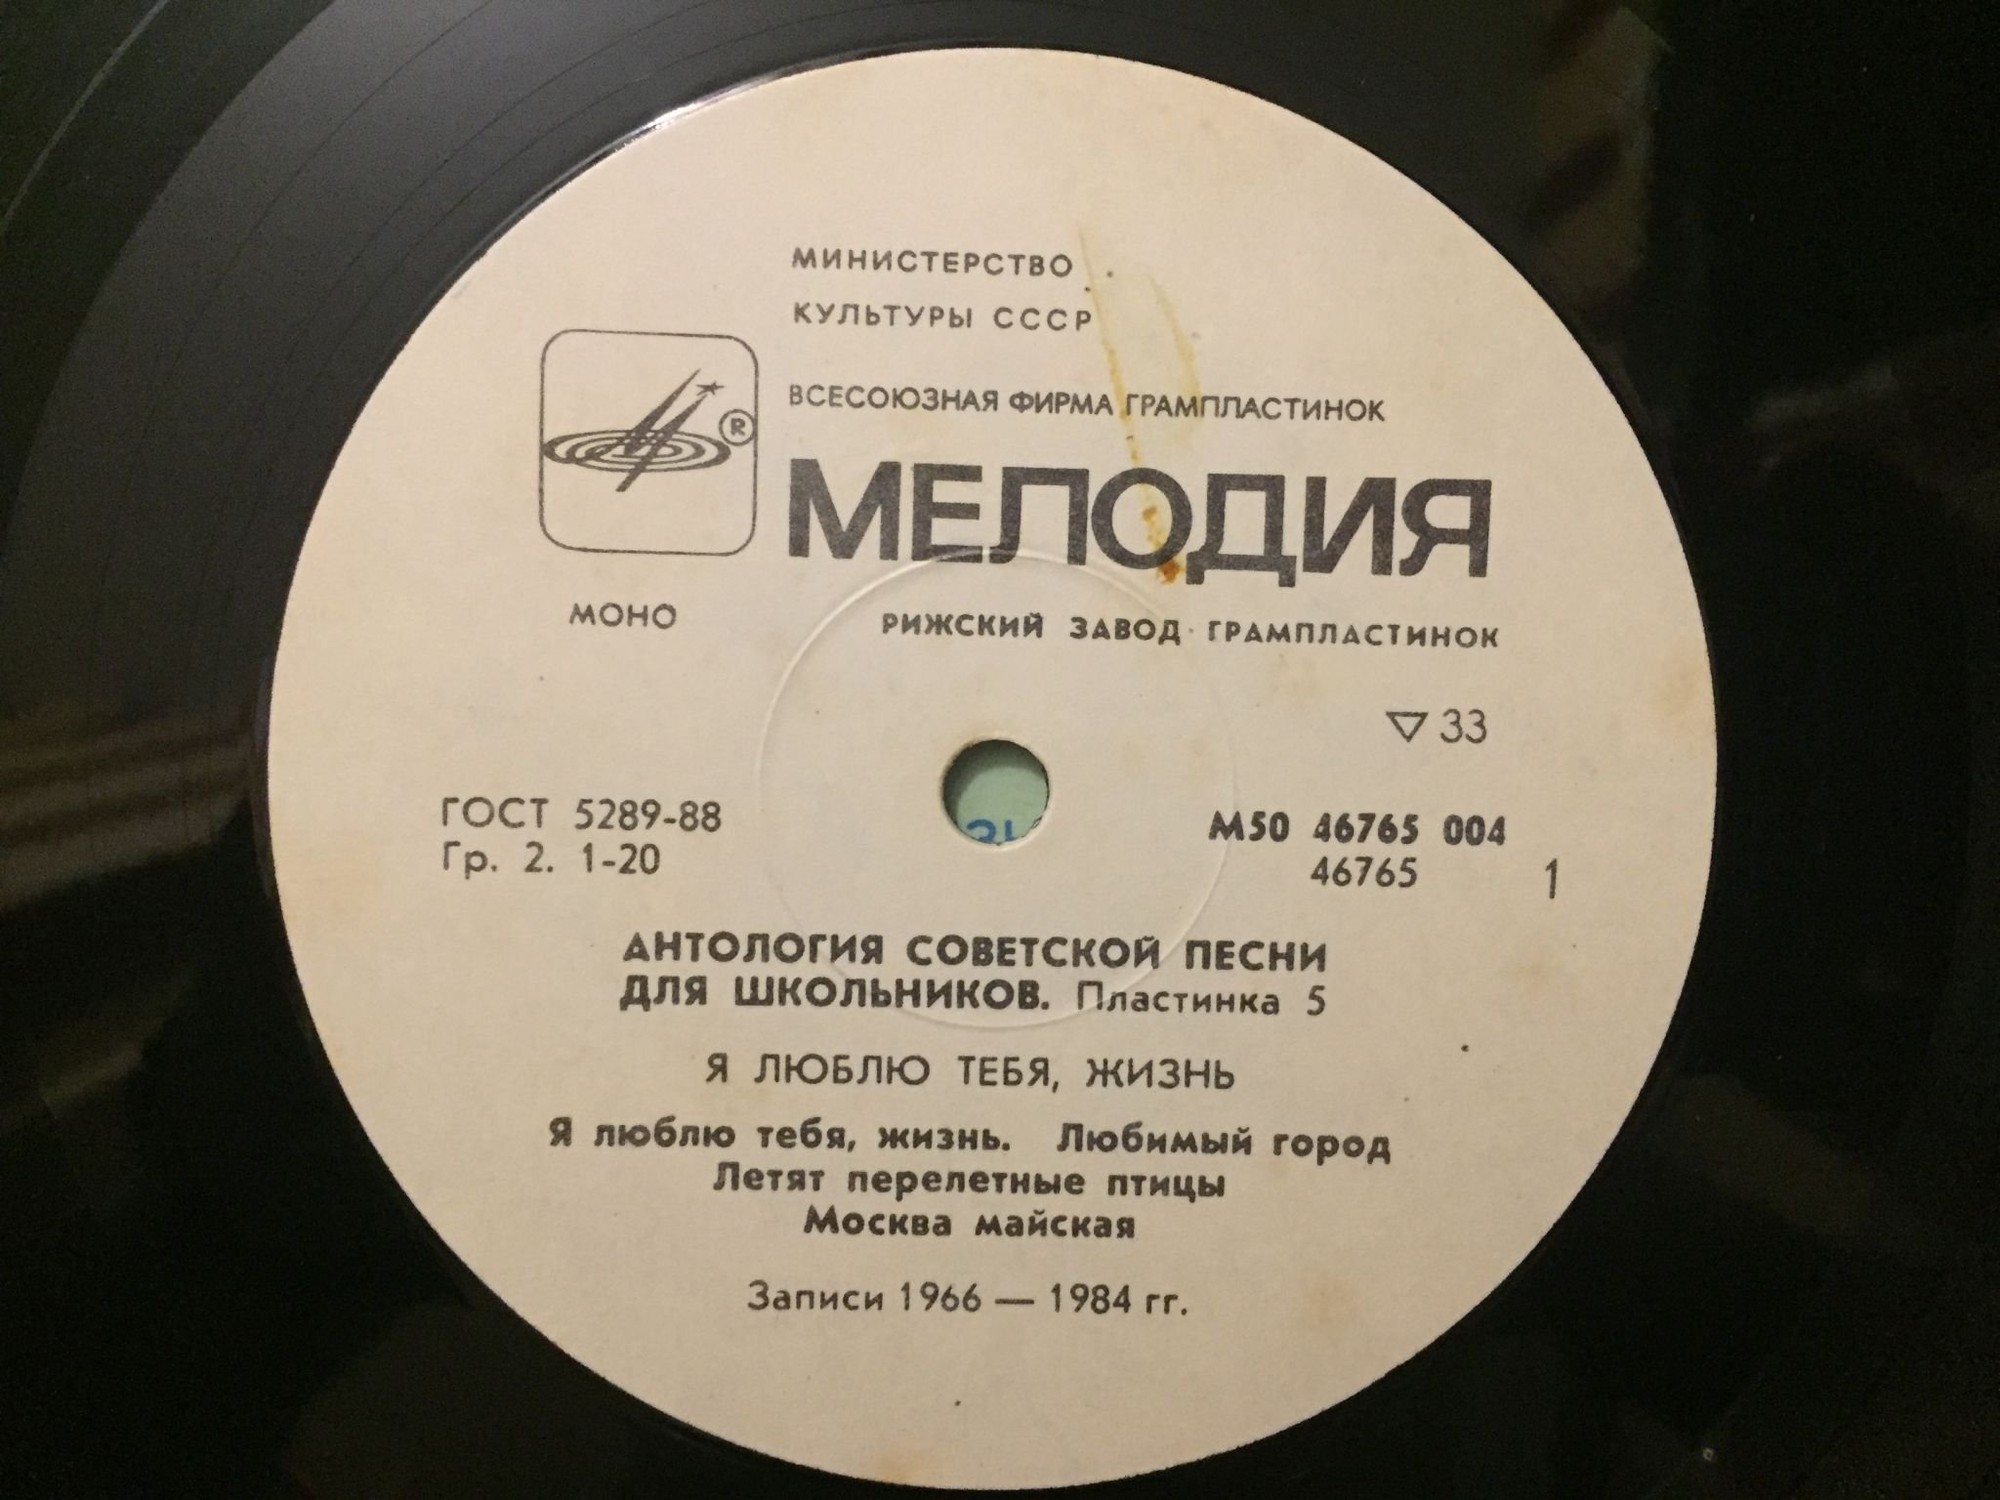 МИНИСТЕРСТВО
КУЛЬТУРЫ СССР
ВСЕСОЮЗНАЯ ФИРМА ГРАМПЛАСТИНОК
®
МЕЛОДИЯ
МОНО
РИЖСКИЙ ЗАВОД ГРАМПЛАСТИНОК
▽ 33
ГОСТ 5289-88
Гр. 2. 1-20
М50 46765 004
46765
1
АНТОЛОГИЯ СОВЕТСКОЙ ПЕСНИ
ДЛЯ ШКОЛЬНИКОВ. Пластинка 5
Я ЛЮБЛЮ ТЕБЯ, ЖИЗНЬ
Я люблю тебя, жизнь. Любимый город
Летят перелетные птицы
Москва майская
Записи 1966 — 1984 гг.